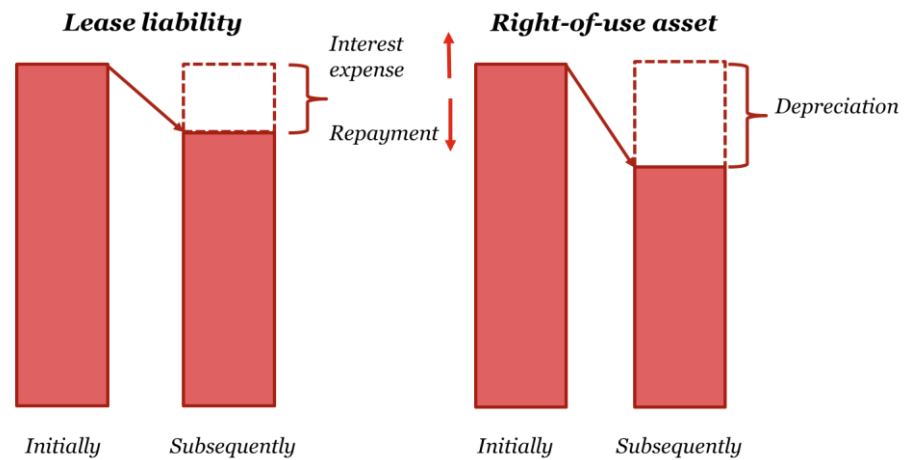 Lease liability
Interest
expense
Repayment
Initially
Subsequently
Right-of-use asset
Depreciation
Initially
Subsequently